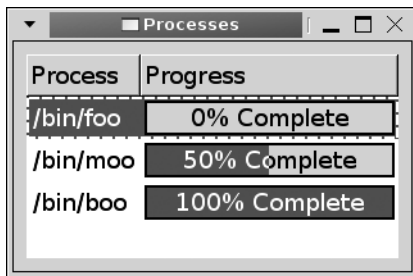 Processes
Process Progress
/bin/foo 0% Complete
/bin/moo 50% Complete
/bin/boo 100% Complete